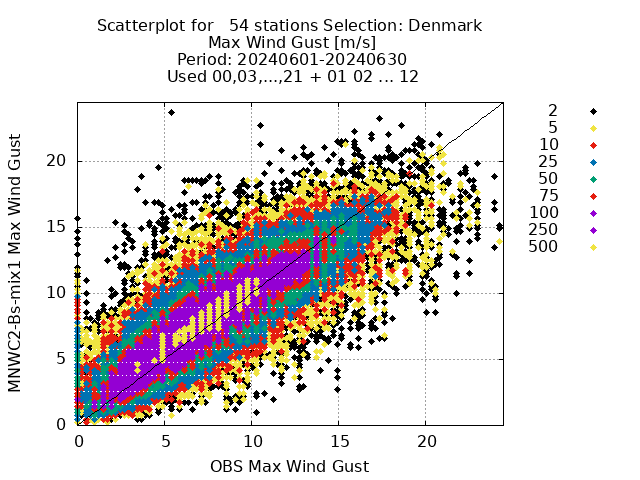 Scatterplot for   54 stations Selection: Denmark
Max Wind Gust [m/s]
Period: 20240601-20240630
Used 00,03,...,21 + 01 02 ... 12
MNWC2-Bs-mix1 Max Wind Gust
20
15
10
5
0
0 5 10 15 20
OBS Max Wind Gust
2
5
10
25
50
75
100
250
500